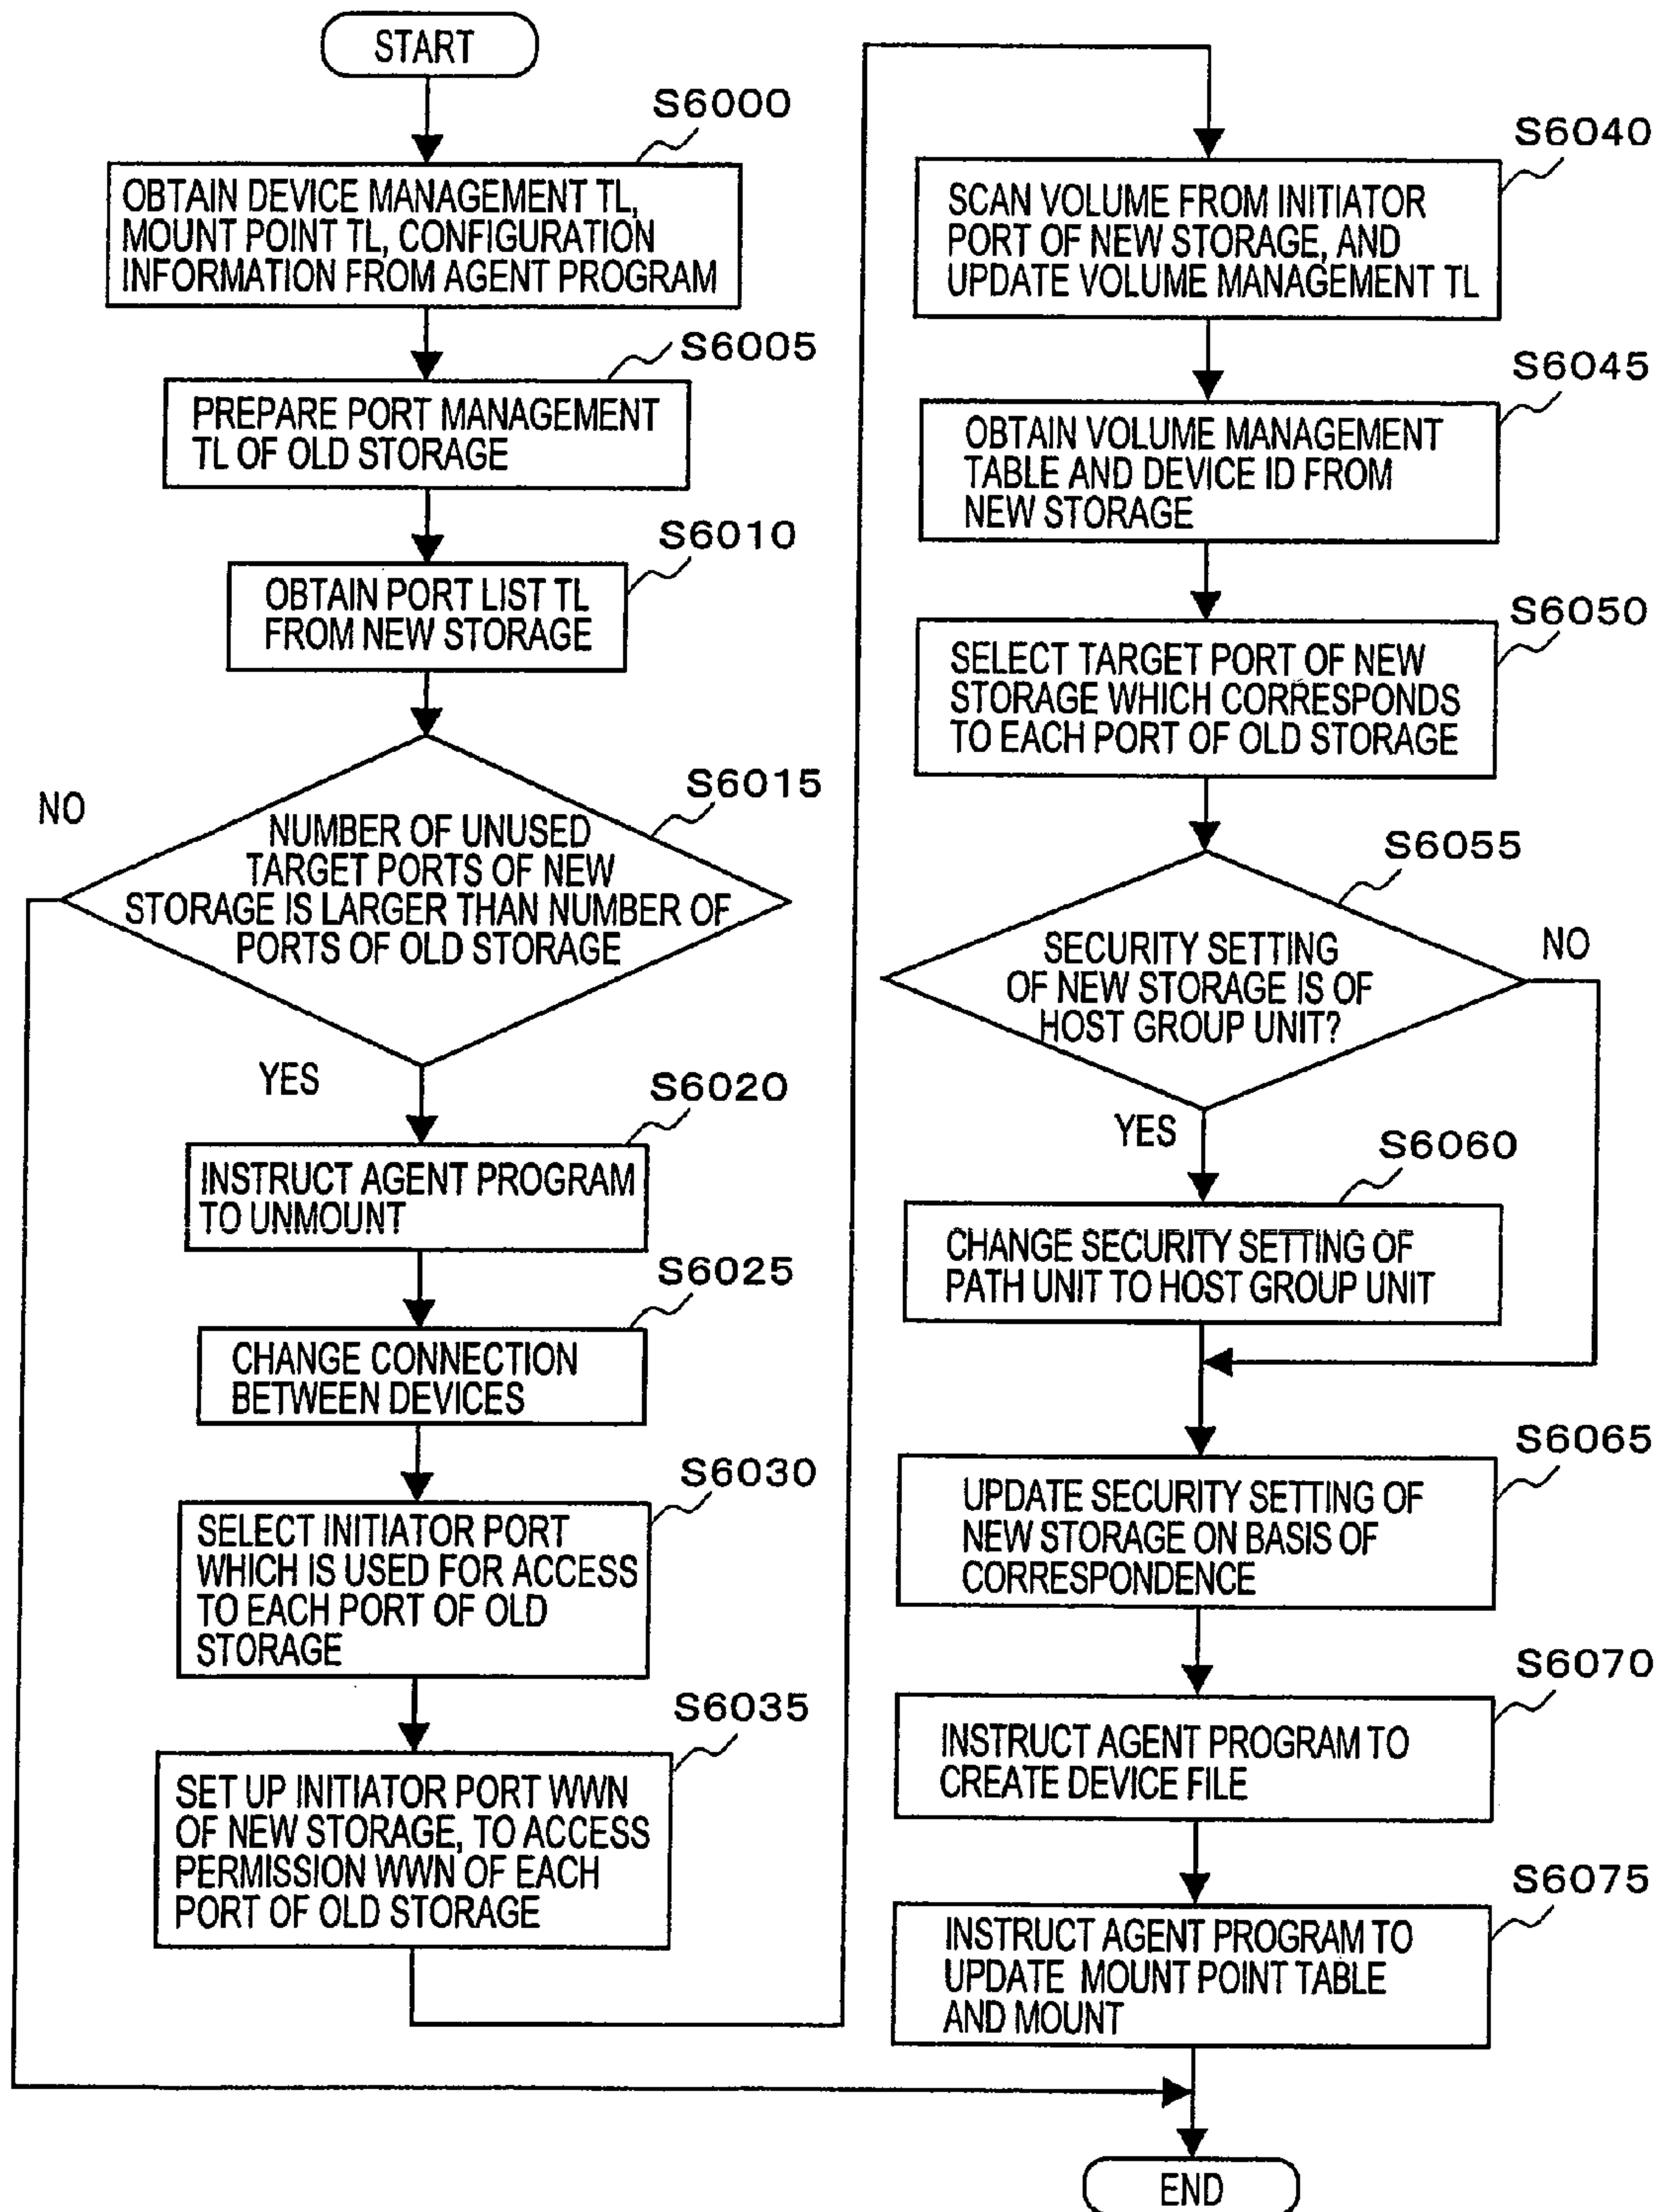 START
S6000
OBTAIN DEVICE MANAGEMENT TL,
MOUNT POINT TL, CONFIGURATION
INFORMATION FROM AGENT PROGRAM
S6005
PREPARE PORT MANAGEMENT
TL OF OLD STORAGE
S6010
OBTAIN PORT LIST TL
FROM NEW STORAGE
S6015
NO
NUMBER OF UNUSED
TARGET PORTS OF NEW
STORAGE IS LARGER THAN NUMBER OF
PORTS OF OLD STORAGE
YES
S6020
INSTRUCT AGENT PROGRAM
TO UNMOUNT
S6025
CHANGE CONNECTION
BETWEEN DEVICES
S6030
SELECT INITIATOR PORT
WHICH IS USED FOR ACCESS
TO EACH PORT OF OLD
STORAGE
S6035
SET UP INITIATOR PORT WWN
OF NEW STORAGE, TO ACCESS
PERMISSION WWN OF EACH
PORT OF OLD STORAGE
S6040
SCAN VOLUME FROM INITIATOR
PORT OF NEW STORAGE, AND
UPDATE VOLUME MANAGEMENT TL
S6045
OBTAIN VOLUME MANAGEMENT
TABLE AND DEVICE ID FROM
NEW STORAGE
S6050
SELECT TARGET PORT OF NEW
STORAGE WHICH CORRESPONDS
TO EACH PORT OF OLD STORAGE
S6055
SECURITY SETTING
OF NEW STORAGE IS OF
HOST GROUP UNIT?
NO
YES
S6060
CHANGE SECURITY SETTING OF
PATH UNIT TO HOST GROUP UNIT
S6065
UPDATE SECURITY SETTING OF
NEW STORAGE ON BASIS OF
CORRESPONDENCE
S6070
INSTRUCT AGENT PROGRAM TO
CREATE DEVICE FILE
S6075
INSTRUCT AGENT PROGRAM TO
UPDATE MOUNT POINT TABLE
AND MOUNT
END